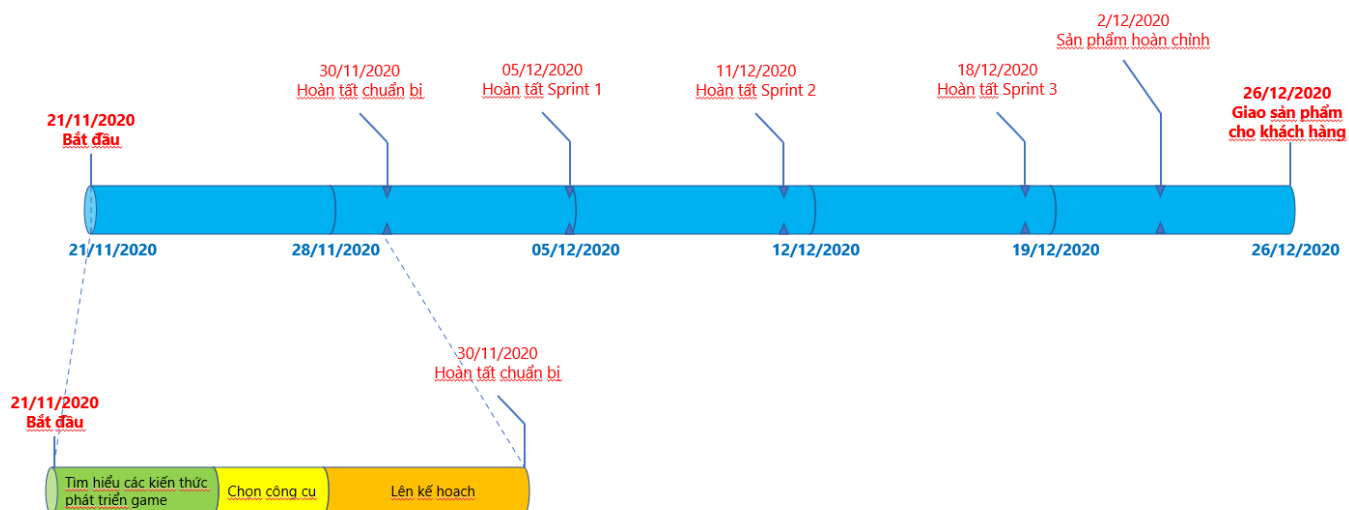 2/12/2020
Sản phẩm hoàn chỉnh
30/11/2020
Hoàn tất chuẩn bị
05/12/2020
Hoàn tất Sprint 1
11/12/2020
Hoàn tất Sprint 2
18/12/2020
Hoàn tất Sprint 3
26/12/2020
Giao sản phẩm
cho khách hàng
21/11/2020
Bắt đầu
21/11/2020
28/11/2020
05/12/2020
12/12/2020
19/12/2020
26/12/2020
30/11/2020
Hoàn tất chuẩn bị
21/11/2020
Bắt đầu
Tìm hiểu các kiến thức
phát triển game
Chọn công cụ
Lên kế hoạch